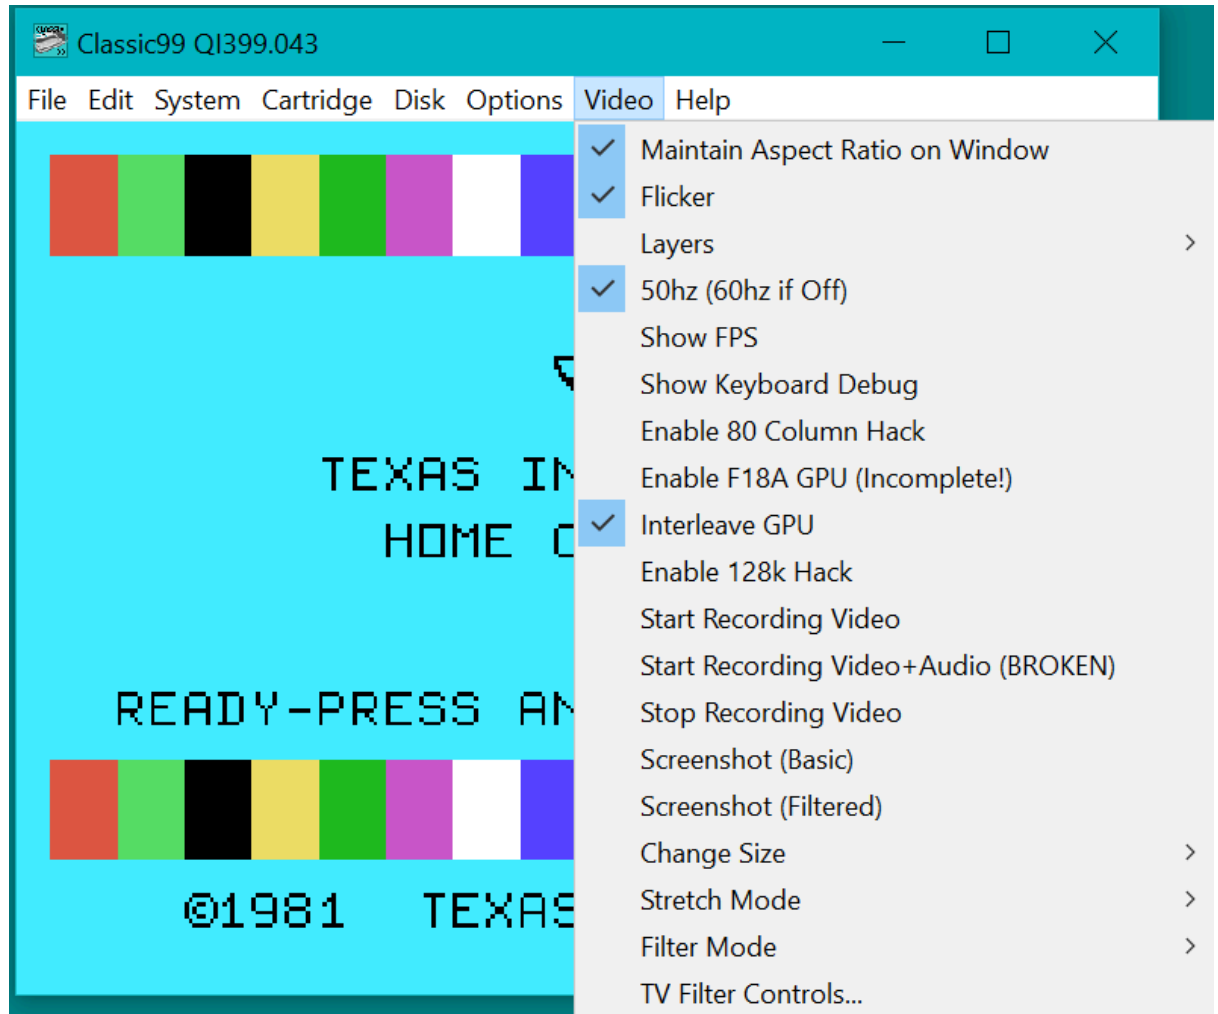 Classic99 QI399.043
File Edit System Cartridge Disk Options Video Help
Maintain Aspect Ratio on Window
Flicker
Layers
50hz (60hz if Off)
Show FPS
Show Keyboard Debug
Enable 80 Column Hack
Enable F18A GPU (Incomplete!)
Interleave GPU
Enable 128k Hack
Start Recording Video
Start Recording Video+Audio (BROKEN)
Stop Recording Video
Screenshot (Basic)
Screenshot (Filtered)
Change Size
Stretch Mode
Filter Mode
TV Filter Controls...
TEXAS IN
HOME C
READY-PRESS AN
©1981 TEXAS